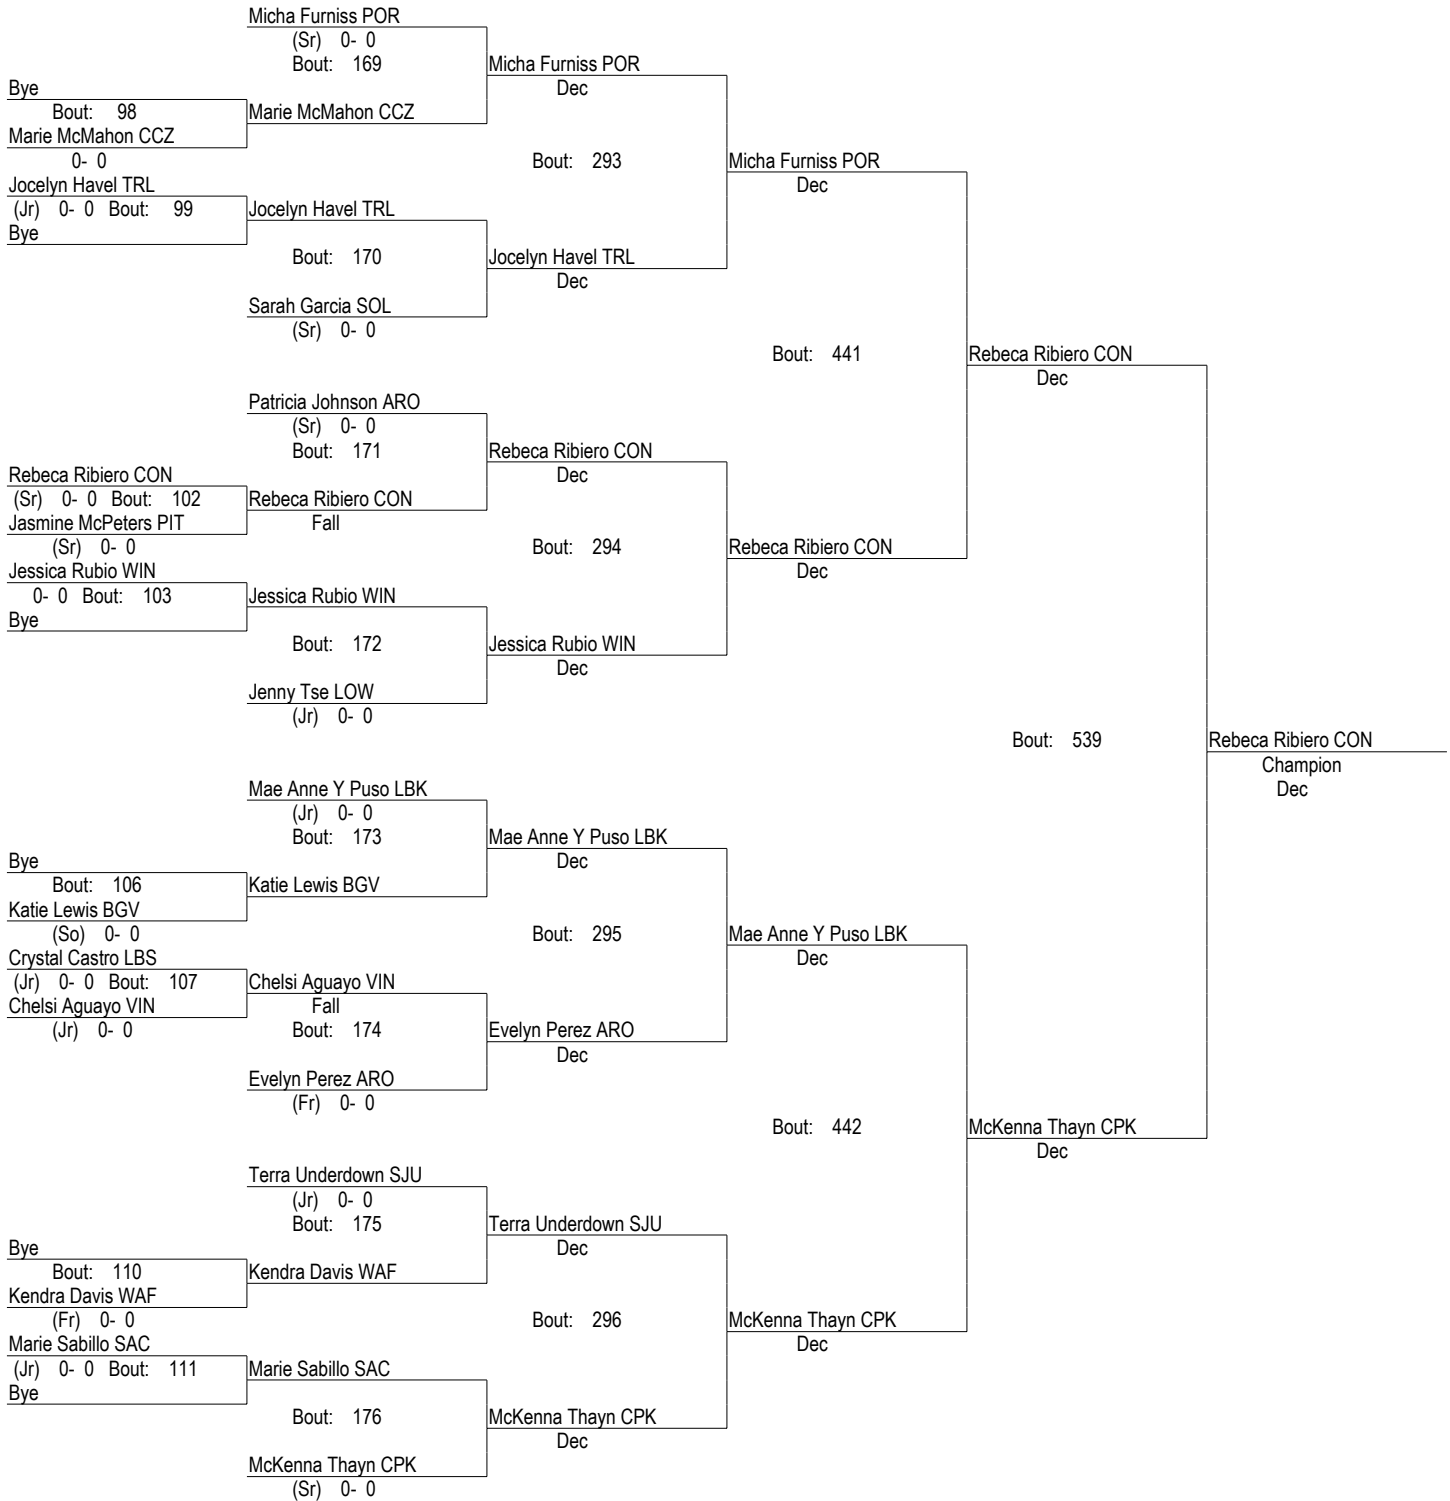 Micha Furniss POR
(Sr) 0- 0
Bout: 169
Micha Furniss POR
Dec
Bye
Bout: 98
Marie McMahon CCZ
Marie McMahon CCZ
0- 0
Bout: 293
Micha Furniss POR
Dec
Jocelyn Havel TRL
(Jr) 0- 0 Bout: 99
Jocelyn Havel TRL
Bye
Bout: 170
Jocelyn Havel TRL
Dec
Sarah Garcia SOL
(Sr) 0- 0
Bout: 441
Rebeca Ribiero CON
Dec
Patricia Johnson ARO
(Sr) 0- 0
Bout: 171
Rebeca Ribiero CON
Dec
Rebeca Ribiero CON
(Sr) 0- 0 Bout: 102
Rebeca Ribiero CON
Fall
Jasmine McPeters PIT
(Sr) 0- 0
Bout: 294
Rebeca Ribiero CON
Dec
Jessica Rubio WIN
0- 0 Bout: 103
Jessica Rubio WIN
Bye
Bout: 172
Jessica Rubio WIN
Dec
Jenny Tse LOW
(Jr) 0- 0
Bout: 539
Rebeca Ribiero CON
Champion
Dec
Mae Anne Y Puso LBK
(Jr) 0- 0
Bout: 173
Mae Anne Y Puso LBK
Dec
Bye
Bout: 106
Katie Lewis BGV
Katie Lewis BGV
(So) 0- 0
Bout: 295
Mae Anne Y Puso LBK
Dec
Crystal Castro LBS
(Jr) 0- 0 Bout: 107
Chelsi Aguayo VIN
Fall
Chelsi Aguayo VIN
(Jr) 0- 0
Bout: 174
Evelyn Perez ARO
Dec
Evelyn Perez ARO
(Fr) 0- 0
Bout: 442
McKenna Thayn CPK
Dec
Terra Underdown SJU
(Jr) 0- 0
Bout: 175
Terra Underdown SJU
Dec
Bye
Bout: 110
Kendra Davis WAF
Kendra Davis WAF
(Fr) 0- 0
Bout: 296
McKenna Thayn CPK
Dec
Marie Sabillo SAC
(Jr) 0- 0 Bout: 111
Marie Sabillo SAC
Bye
Bout: 176
McKenna Thayn CPK
Dec
McKenna Thayn CPK
(Sr) 0- 0